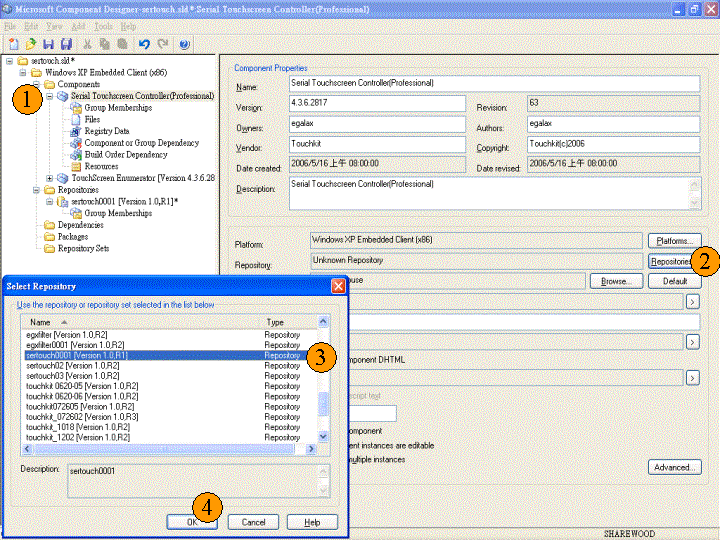 Microsoft Component Designer-sertouch.sld*:Serial Touchscreen Controller(Professional)
File Edit View Add Tools Help
sertouch.sld*
Windows XP Embedded Client (x86)
Components
Serial Touchscreen Controller(Professional)
Group Memberships
Files
Registry Data
Component or Group Dependency
Build Order Dependency
Resources
TouchScreen Enumerator [Version 4.3.6.28
Repositories
sertouch0001 [Version 1.0,R1]*
Group Memberships
Dependencies
Packages
Repository Sets
1
Component Properties
Name: Serial Touchscreen Controller(Professional)
Version: 4.3.6.2817 Revision: 63
Owners: egalax Authors: egalax
Vendor: Touchkit Copyright: Touchkit(c)2006
Date created: 2006/5/16 上午 08:00:00 Date revised: 2006/5/16 上午 08:00:00
Description: Serial Touchscreen Controller(Professional)
Platform: Windows XP Embedded Client (x86) Platforms...
Repository: Unknown Repository Repositories 2
ouse Browse... Default
mponent DHTML
script text
omponent
ent instances are editable
multiple instances
Advanced...
Select Repository
Use the repository or repository set selected in the list below
Name Type
egxfilter [Version 1.0,R2] Repository
egxfilter0001 [Version 1.0,R2] Repository
sertouch0001 [Version 1.0,R1] Repository 3
sertouch02 [Version 1.0,R2] Repository
sertouch03 [Version 1.0,R2] Repository
touchkit 0620-05 [Version 1.0,R2] Repository
touchkit 0620-06 [Version 1.0,R2] Repository
touchkit072605 [Version 1.0,R2] Repository
touchkit_072602 [Version 1.0,R3] Repository
touchkit_1018 [Version 1.0,R2] Repository
touchkit_1202 [Version 1.0,R2] Repository
Description: sertouch0001
4
OK Cancel Help
SHAREWOOD